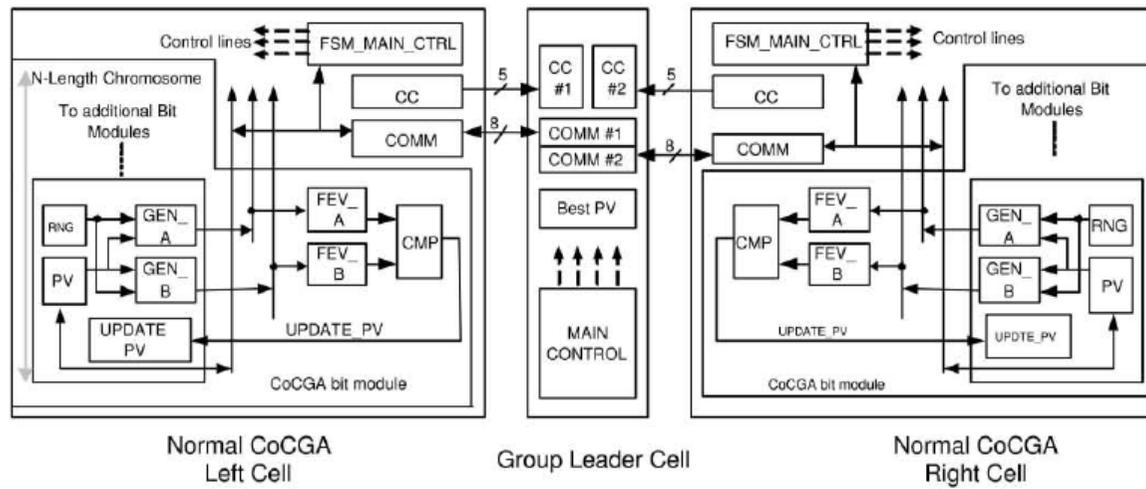 Control lines
FSM_MAIN_CTRL
N-Length Chromosome
To additional Bit
Modules
CC
5
COMM
8
RNG
PV
GEN_
A
GEN_
B
FEV_
A
FEV_
B
CMP
UPDATE
PV
UPDATE_PV
CoCGA bit module
Normal CoCGA
Left Cell
CC
#1
CC
#2
COMM #1
COMM #2
Best PV
MAIN
CONTROL
Group Leader Cell
FSM_MAIN_CTRL
Control lines
5
CC
8
COMM
To additional Bit
Modules
CMP
FEV_
A
FEV_
B
GEN_
A
GEN_
B
RNG
PV
UPDATE_PV
UPDTE_PV
CoCGA bit module
Normal CoCGA
Right Cell